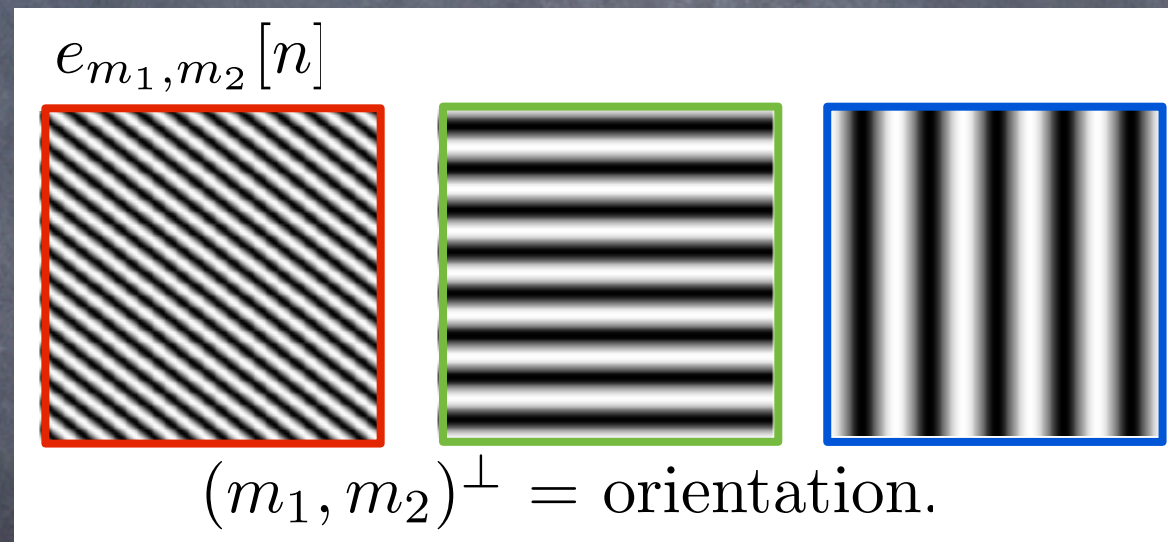 e_{m_1,m_2}[n]
(m_1, m_2)^⊥ = orientation.